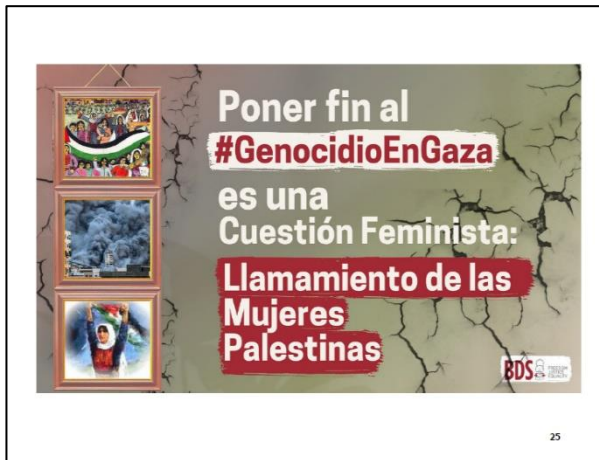 Poner fin al
#GenocidioEnGaza
es una
Cuestión Feminista:
Llamamiento de las
Mujeres
Palestinas
BDS
25